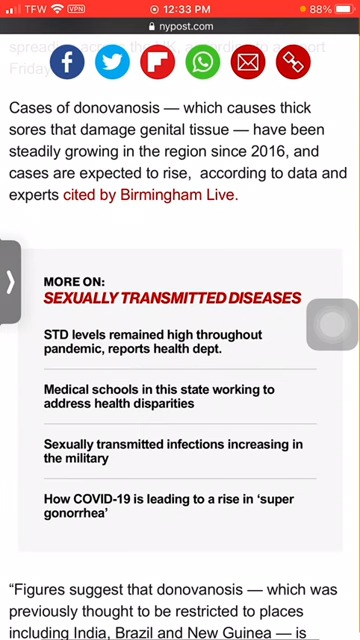 TFW VPN 12:33 PM 88%
nypost.com
Friday
Cases of donovanosis — which causes thick
sores that damage genital tissue — have been
steadily growing in the region since 2016, and
cases are expected to rise, according to data and
experts cited by Birmingham Live.
MORE ON:
SEXUALLY TRANSMITTED DISEASES
STD levels remained high throughout
pandemic, reports health dept.
Medical schools in this state working to
address health disparities
Sexually transmitted infections increasing in
the military
How COVID-19 is leading to a rise in ‘super
gonorrhea’
“Figures suggest that donovanosis — which was
previously thought to be restricted to places
including India, Brazil and New Guinea — is